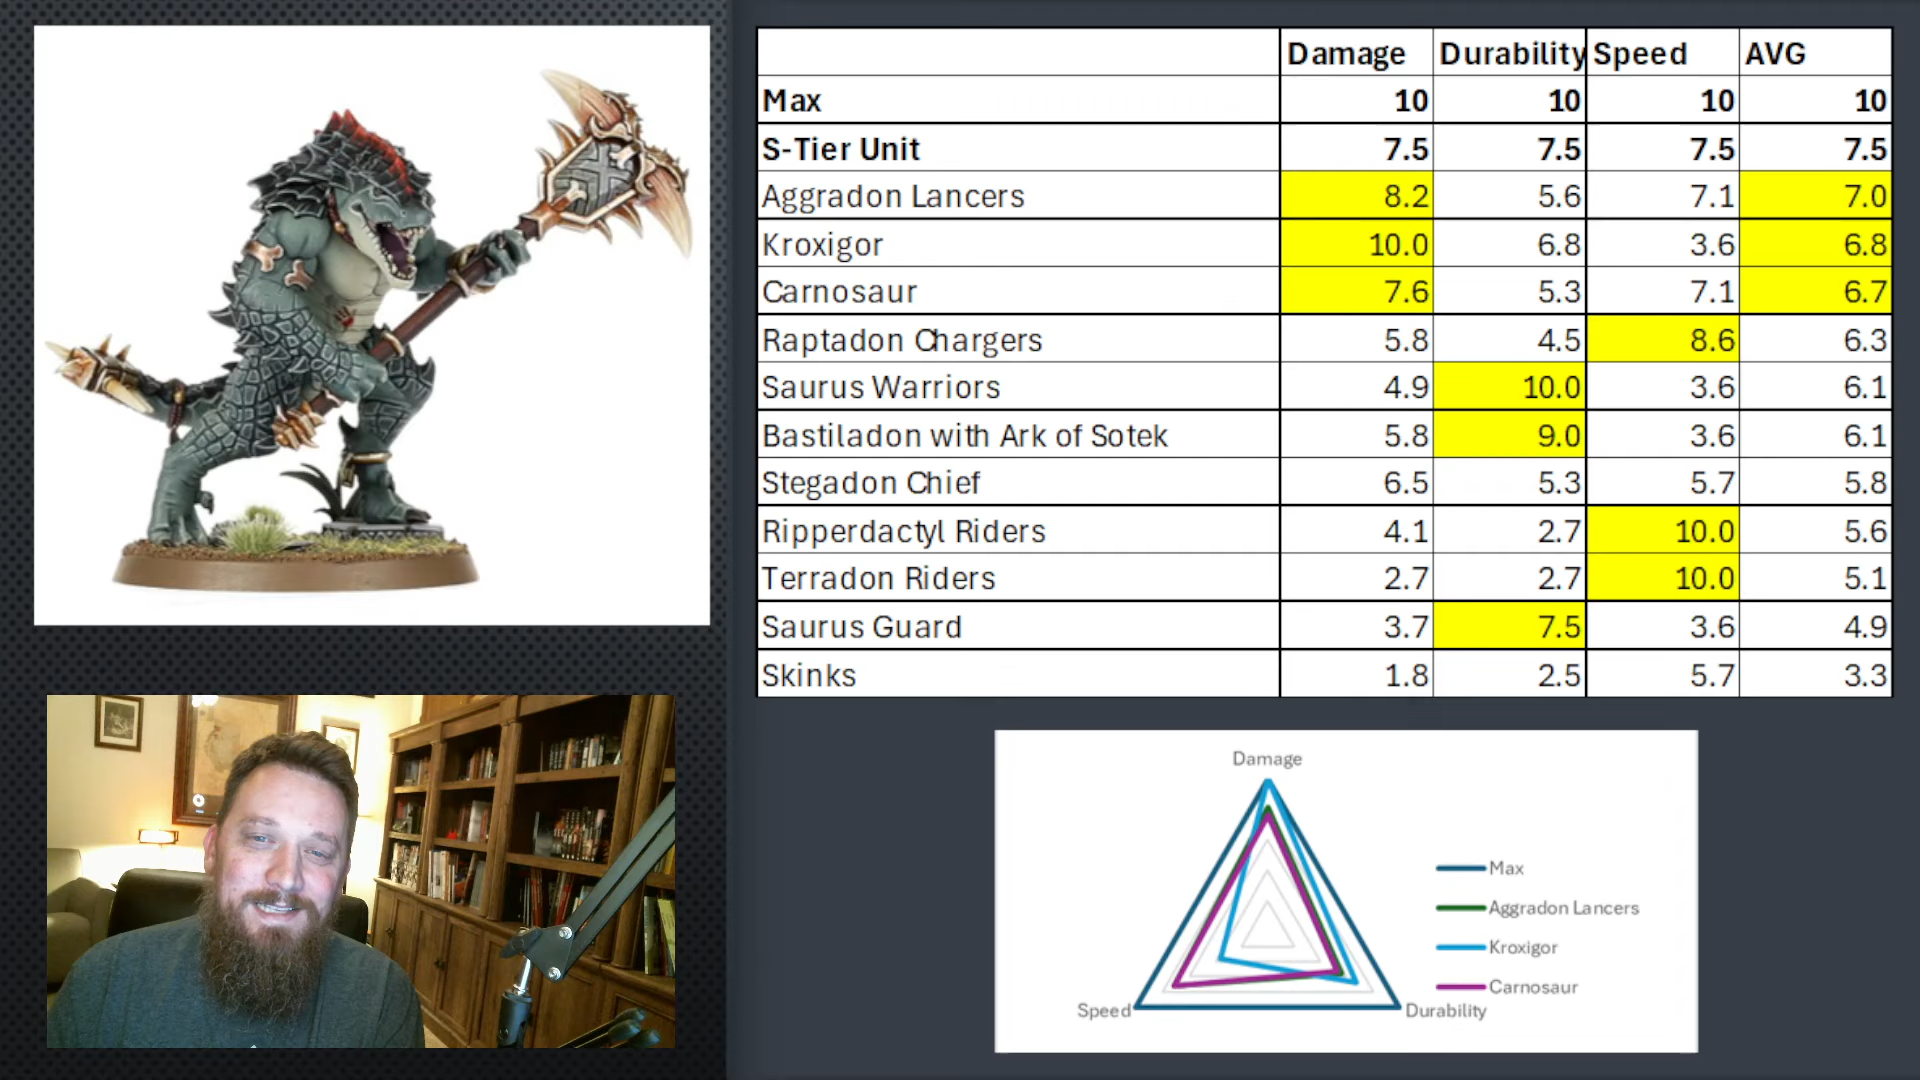 Damage Durability Speed AVG
Max 10 10 10 10
S-Tier Unit 7.5 7.5 7.5 7.5
Aggradon Lancers 8.2 5.6 7.1 7.0
Kroxigor 10.0 6.8 3.6 6.8
Carnosaur 7.6 5.3 7.1 6.7
Raptadon Chargers 5.8 4.5 8.6 6.3
Saurus Warriors 4.9 10.0 3.6 6.1
Bastiladon with Ark of Sotek 5.8 9.0 3.6 6.1
Stegadon Chief 6.5 5.3 5.7 5.8
Ripperdactyl Riders 4.1 2.7 10.0 5.6
Terradon Riders 2.7 2.7 10.0 5.1
Saurus Guard 3.7 7.5 3.6 4.9
Skinks 1.8 2.5 5.7 3.3
Damage
Max
Aggradon Lancers
Kroxigor
Carnosaur
Speed
Durability